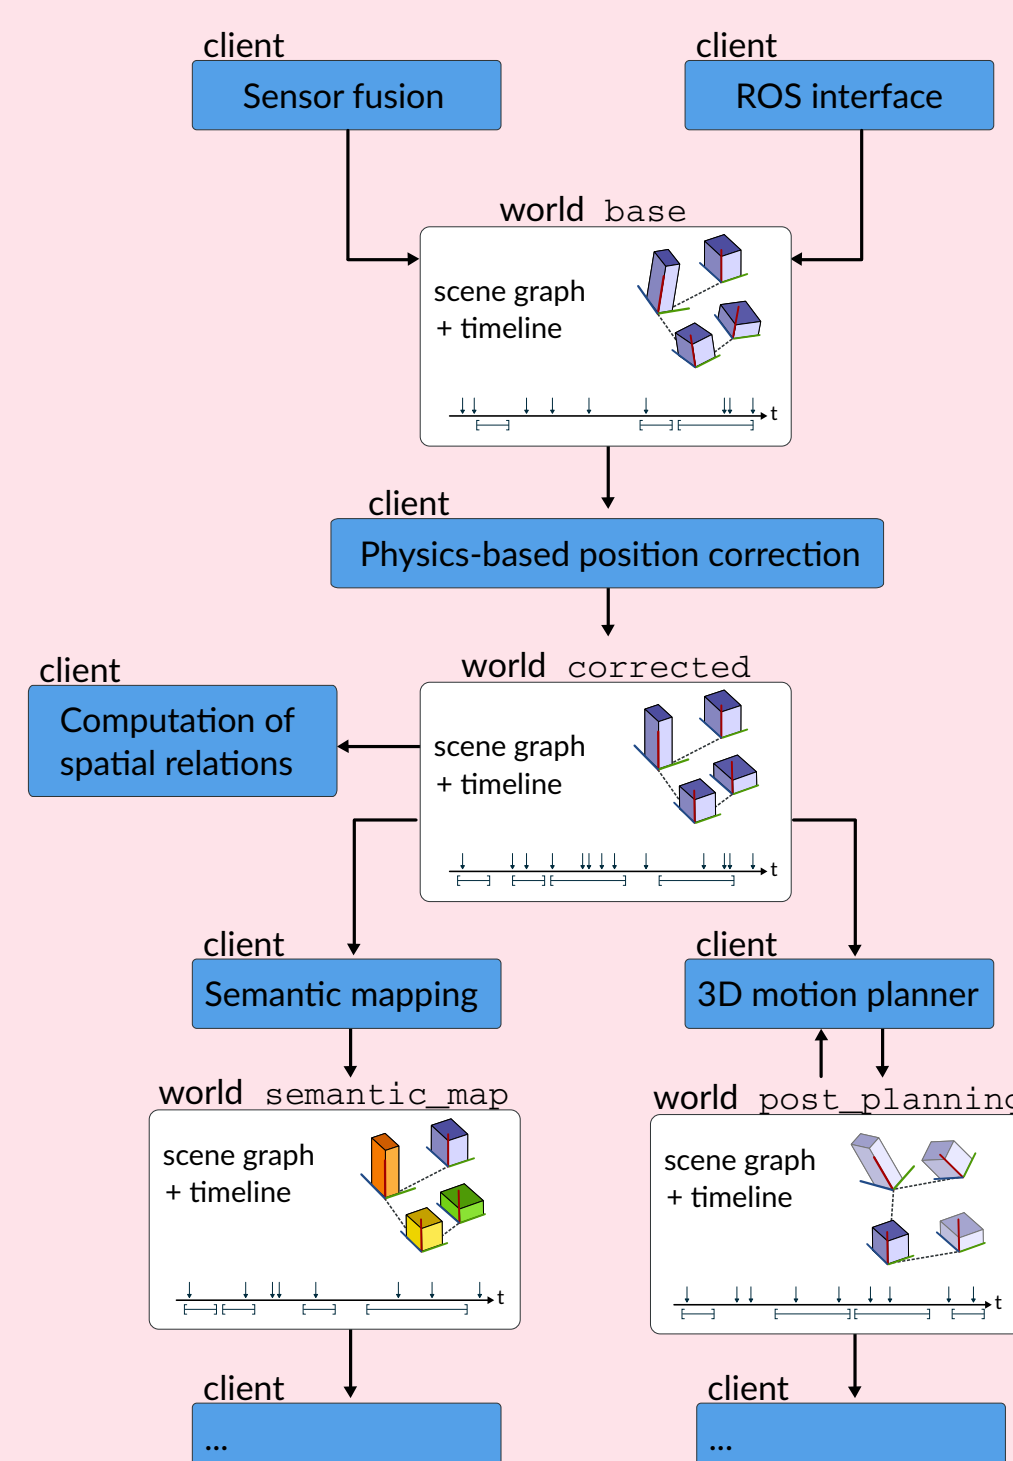 client
Sensor fusion
client
ROS interface
world base
scene graph
+ timeline
t
client
Physics-based position correction
client
Computation of
spatial relations
world corrected
scene graph
+ timeline
t
client
Semantic mapping
client
3D motion planner
world semantic_map
scene graph
+ timeline
t
world post_planning
scene graph
+ timeline
t
client
...
client
...